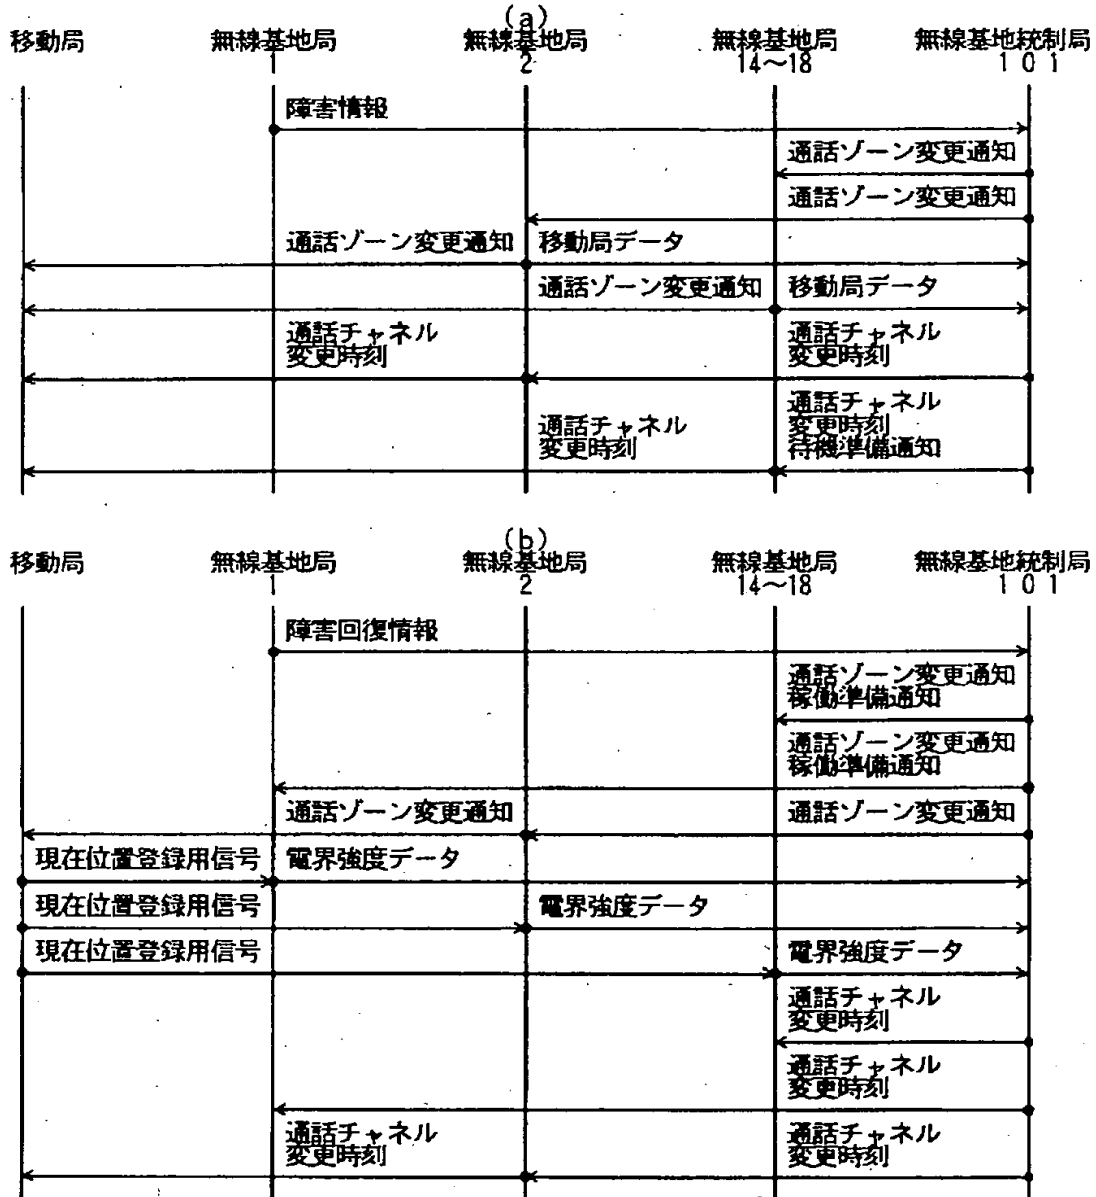 (a)
移動局 無線基地局 無線基地局 無線基地局 無線基地統制局
1 2 14〜18 101
障害情報
通話ゾーン変更通知
通話ゾーン変更通知
通話ゾーン変更通知 移動局データ
通話ゾーン変更通知 移動局データ
通話チャネル 通話チャネル
変更時刻 変更時刻
通話チャネル
通話チャネル 変更時刻
変更時刻 待機準備通知
(b)
移動局 無線基地局 無線基地局 無線基地局 無線基地統制局
1 2 14〜18 101
障害回復情報
通話ゾーン変更通知
稼働準備通知
通話ゾーン変更通知
稼働準備通知
通話ゾーン変更通知 通話ゾーン変更通知
現在位置登録用信号 電界強度データ
現在位置登録用信号 電界強度データ
現在位置登録用信号 電界強度データ
通話チャネル
変更時刻
通話チャネル
変更時刻
通話チャネル 通話チャネル
変更時刻 変更時刻